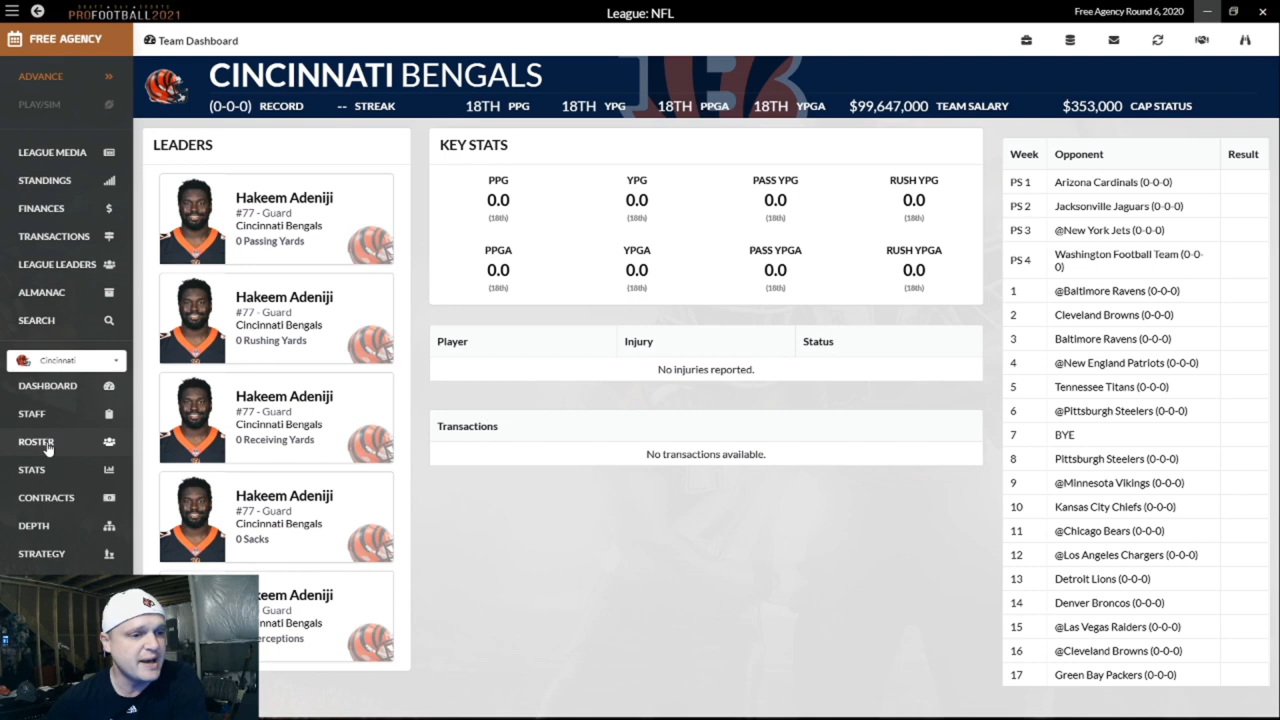 DRAFT DAY SPORTS
PROFOOTBALL2021
League: NFL
Free Agency Round 6, 2020
FREE AGENCY
Team Dashboard
ADVANCE
PLAY/SIM
LEAGUE MEDIA
STANDINGS
FINANCES
$
TRANSACTIONS
LEAGUE LEADERS
ALMANAC
SEARCH
Cincinnati
DASHBOARD
STAFF
ROSTER
STATS
CONTRACTS
DEPTH
STRATEGY
CINCINNATI BENGALS
(0-0-0) RECORD -- STREAK 18TH PPG 18TH YPG 18TH PPGA 18TH YPGA $99,647,000 TEAM SALARY $353,000 CAP STATUS
LEADERS
Hakeem Adeniji
#77 - Guard
Cincinnati Bengals
0 Passing Yards
Hakeem Adeniji
#77 - Guard
Cincinnati Bengals
0 Rushing Yards
Hakeem Adeniji
#77 - Guard
Cincinnati Bengals
0 Receiving Yards
Hakeem Adeniji
#77 - Guard
Cincinnati Bengals
0 Sacks
eem Adeniji
Guard
nnati Bengals
erceptions
KEY STATS
PPG YPG PASS YPG RUSH YPG
0.0 0.0 0.0 0.0
(18th) (18th) (18th) (18th)
PPGA YPGA PASS YPGA RUSH YPGA
0.0 0.0 0.0 0.0
(18th) (18th) (18th) (18th)
Player Injury Status
No injuries reported.
Transactions
No transactions available.
Week Opponent Result
PS 1 Arizona Cardinals (0-0-0)
PS 2 Jacksonville Jaguars (0-0-0)
PS 3 @New York Jets (0-0-0)
PS 4 Washington Football Team (0-0-
0)
1 @Baltimore Ravens (0-0-0)
2 Cleveland Browns (0-0-0)
3 Baltimore Ravens (0-0-0)
4 @New England Patriots (0-0-0)
5 Tennessee Titans (0-0-0)
6 @Pittsburgh Steelers (0-0-0)
7 BYE
8 Pittsburgh Steelers (0-0-0)
9 @Minnesota Vikings (0-0-0)
10 Kansas City Chiefs (0-0-0)
11 @Chicago Bears (0-0-0)
12 @Los Angeles Chargers (0-0-0)
13 Detroit Lions (0-0-0)
14 Denver Broncos (0-0-0)
15 @Las Vegas Raiders (0-0-0)
16 @Cleveland Browns (0-0-0)
17 Green Bay Packers (0-0-0)